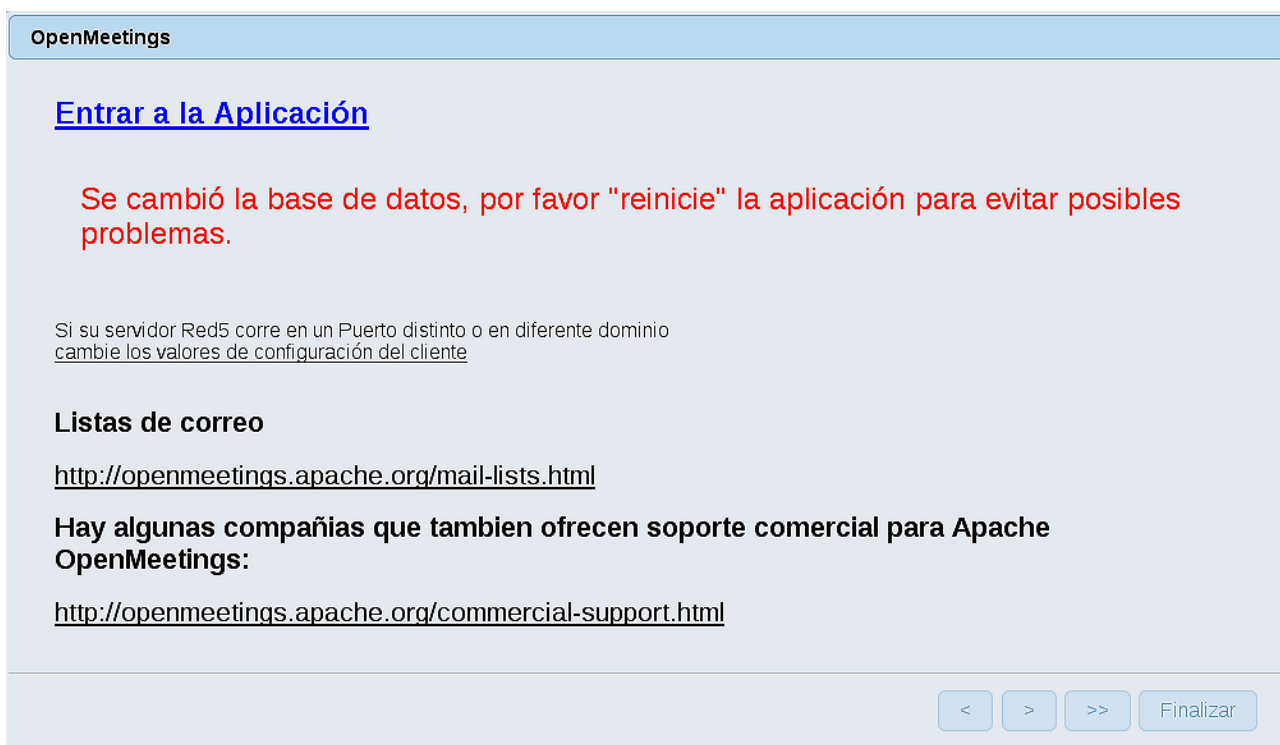 OpenMeetings
Entrar a la Aplicación
Se cambió la base de datos, por favor "reinicie" la aplicación para evitar posibles
problemas.
Si su servidor Red5 corre en un Puerto distinto o en diferente dominio
cambie los valores de configuración del cliente
Listas de correo
http://openmeetings.apache.org/mail-lists.html
Hay algunas compañias que tambien ofrecen soporte comercial para Apache
OpenMeetings:
http://openmeetings.apache.org/commercial-support.html
< > >> Finalizar